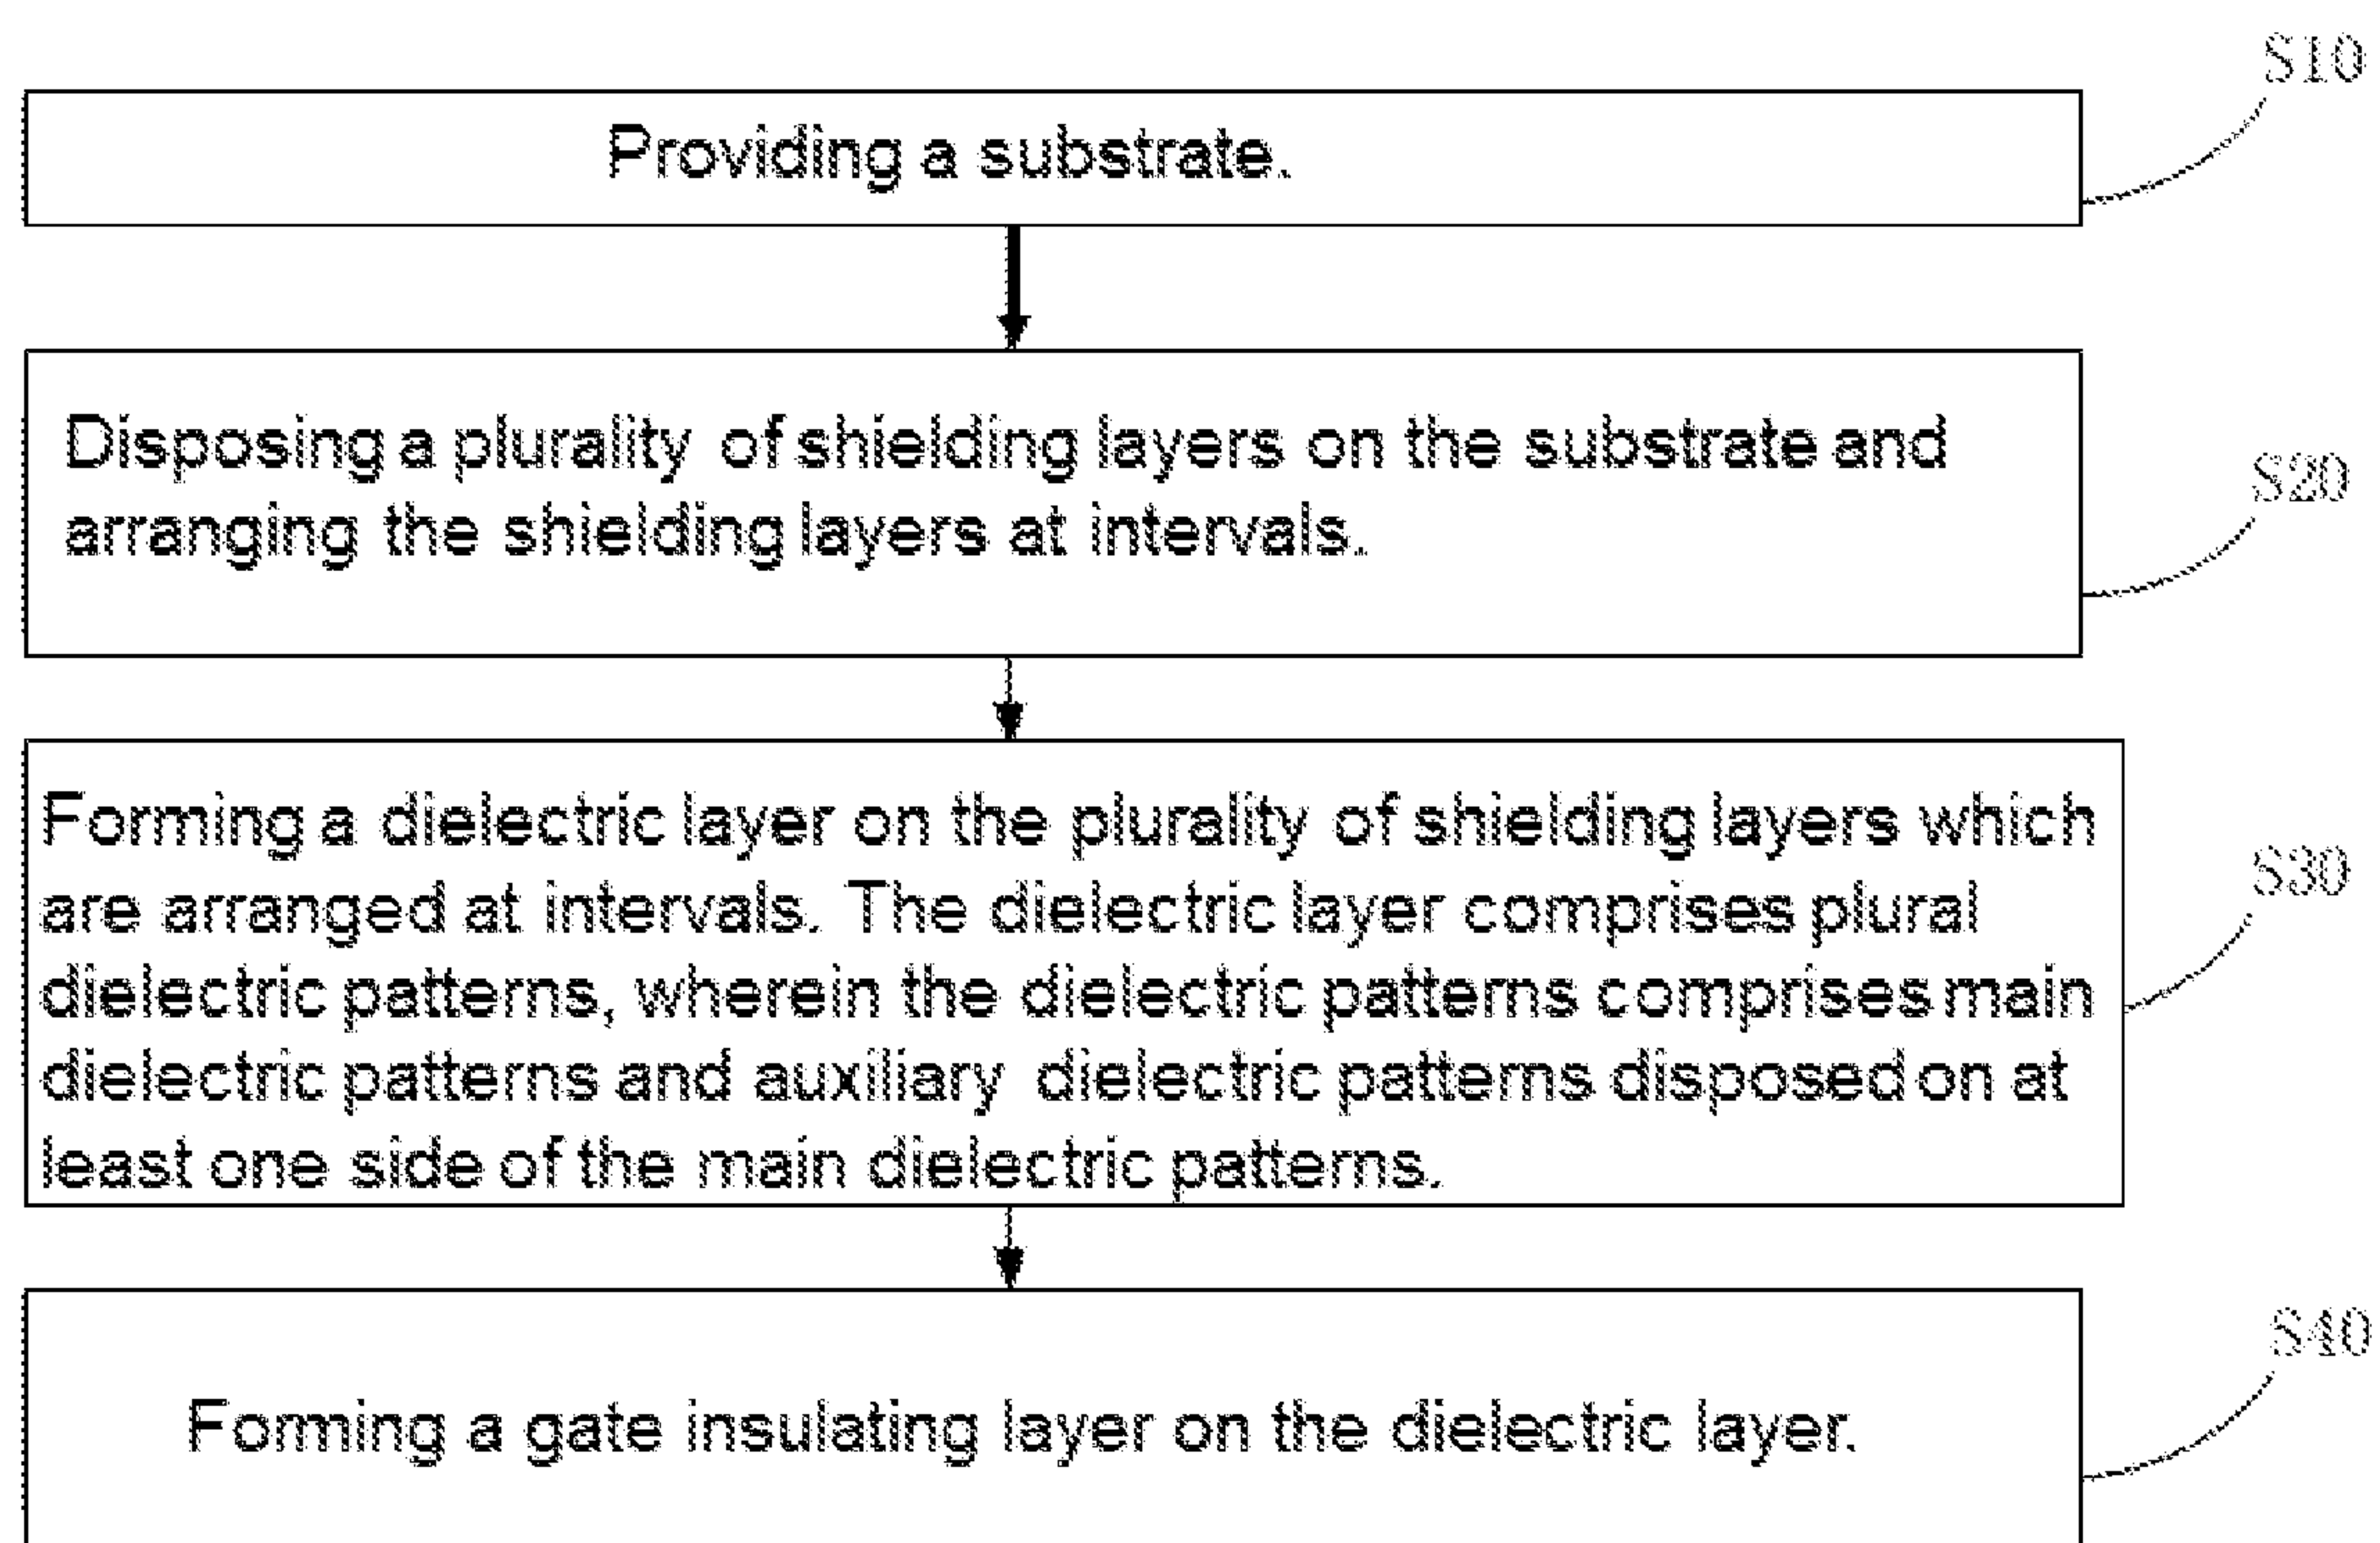 S10
Providing a substrate.
Disposing a plurality of shielding layers on the substrate and
arranging the shielding layers at intervals.
S20
Forming a dielectric layer on the plurality of shielding layers which
are arranged at intervals. The dielectric layer comprises plural
dielectric patterns, wherein the dielectric patterns comprises main
dielectric patterns and auxiliary dielectric patterns disposed on at
least one side of the main dielectric patterns.
S30
S40
Forming a gate insulating layer on the dielectric layer.